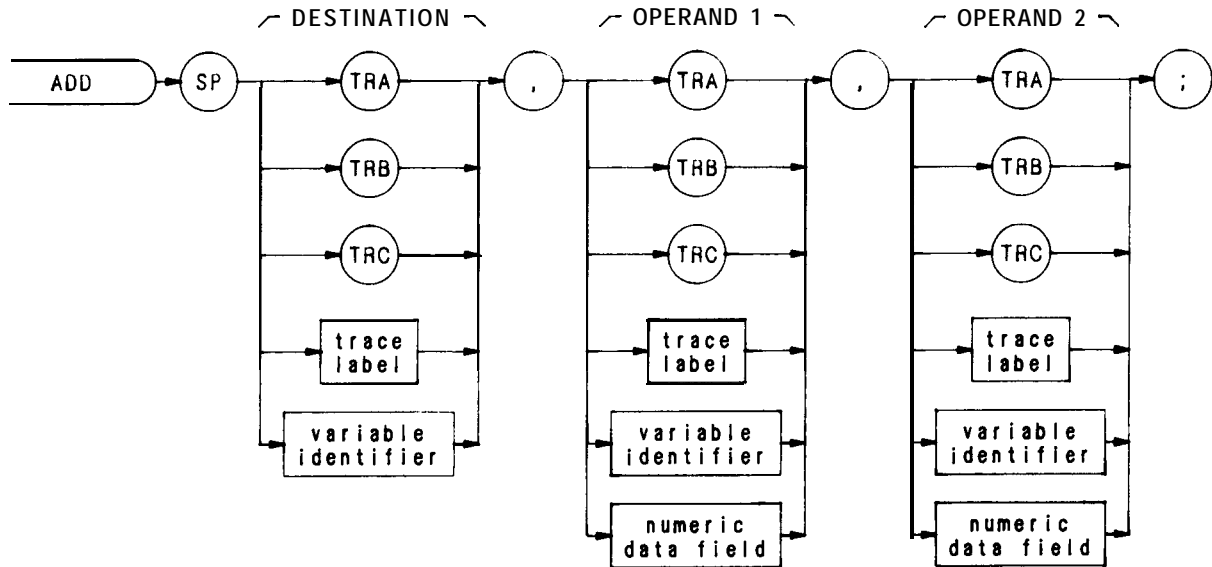 DESTINATION OPERAND 1 OPERAND 2
ADD SP TRA , TRA , TRA ;
TRB TRB TRB
TRC TRC TRC
trace label trace label trace label
variable identifier variable identifier variable identifier
numeric data field numeric data field